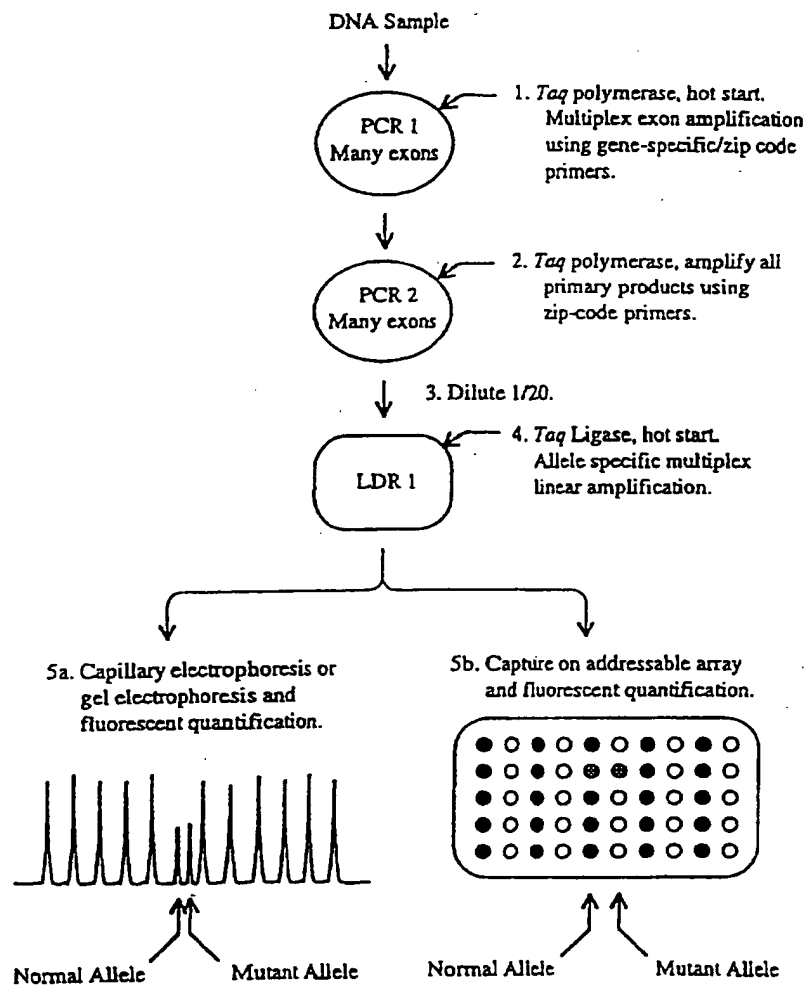 DNA Sample
PCR 1
Many exons
1. Taq polymerase, hot start.
Multiplex exon amplification
using gene-specific/zip code
primers.
PCR 2
Many exons
2. Taq polymerase, amplify all
primary products using
zip-code primers.
3. Dilute 1/20.
LDR 1
4. Taq Ligase, hot start.
Allele specific multiplex
linear amplification.
5a. Capillary electrophoresis or
gel electrophoresis and
fluorescent quantification.
5b. Capture on addressable array
and fluorescent quantification.
Normal Allele
Mutant Allele
Normal Allele
Mutant Allele